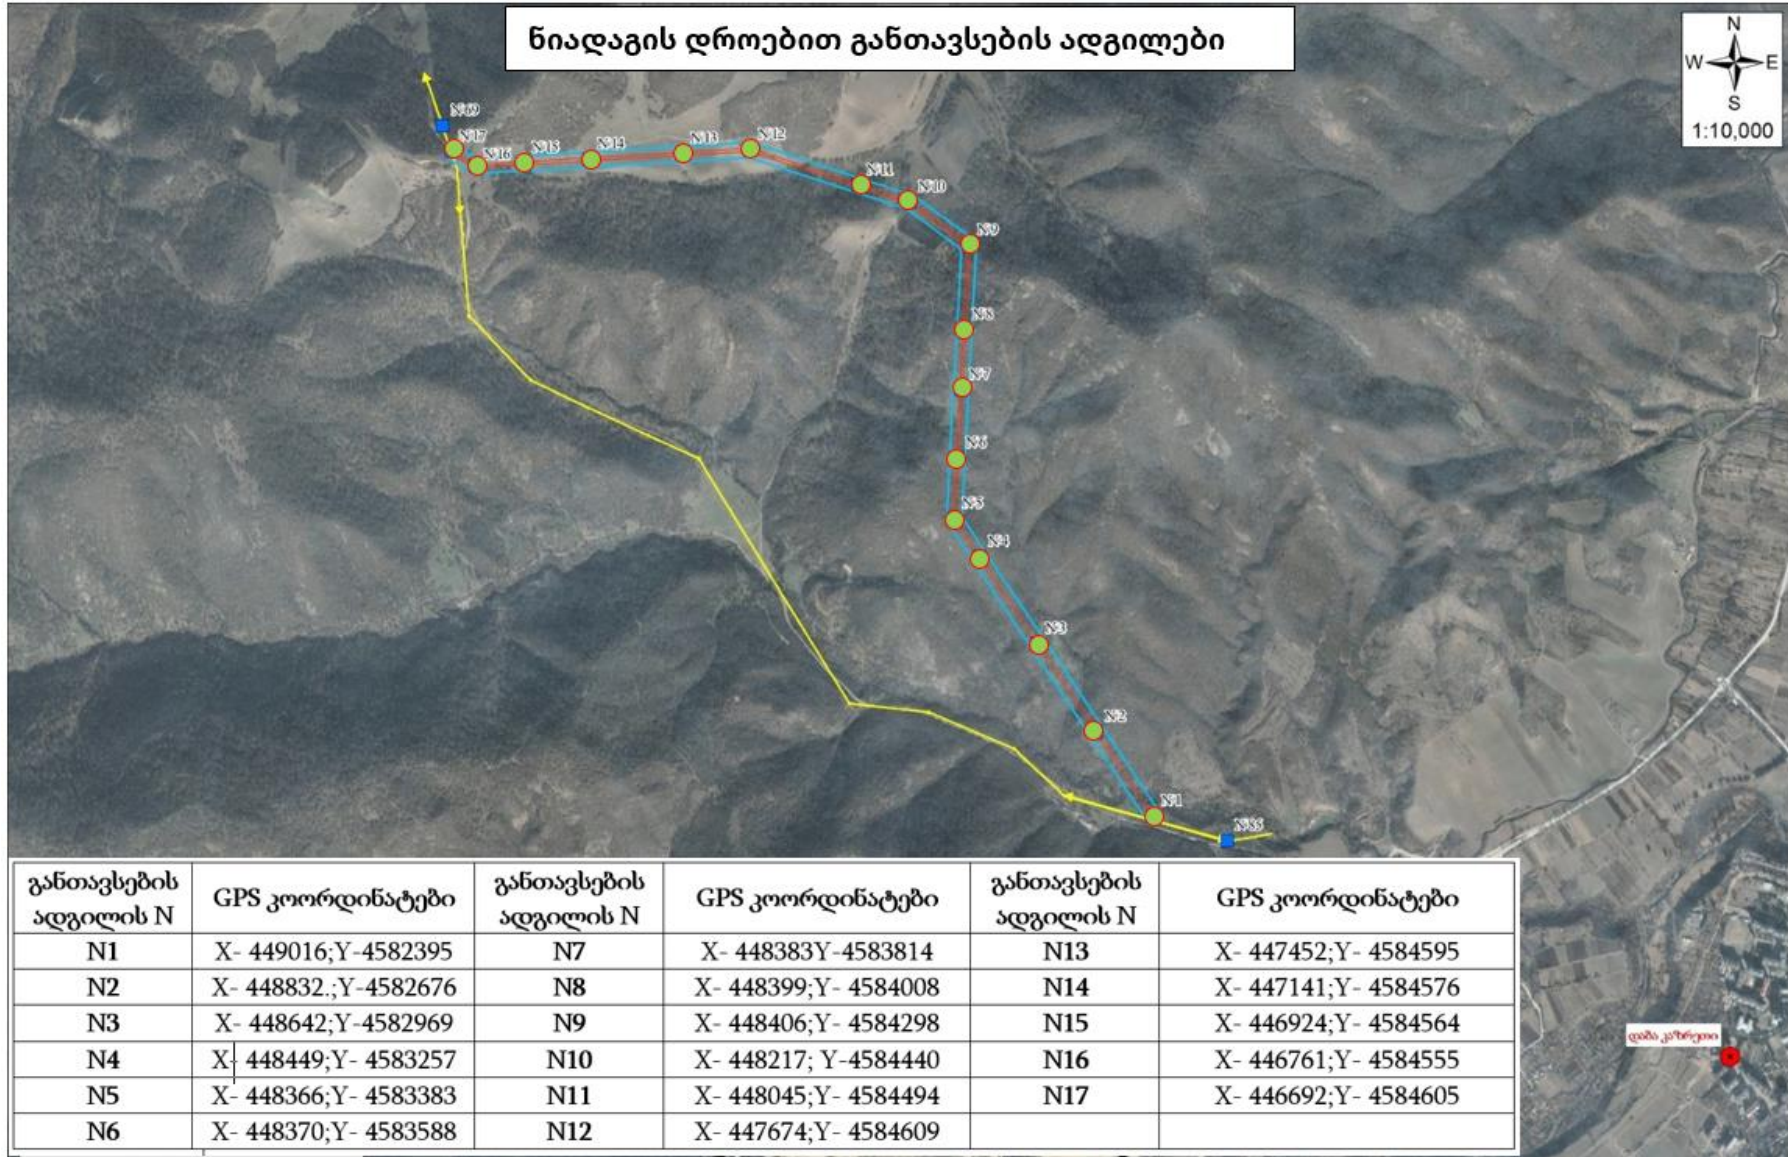 ნიადაგის დროებით განთავსების ადგილები
N
W E
S
1:10,000
N69
N17
N16
N15
N14
N13
N12
N11
N10
N9
N8
N7
N6
N5
N4
N3
N2
N1
N85
დაბა კაზრეთი
განთავსების ადგილის N GPS კოორდინატები განთავსების ადგილის N GPS კოორდინატები განთავსების ადგილის N GPS კოორდინატები
N1 X- 449016;Y-4582395 N7 X- 448383Y-4583814 N13 X- 447452;Y- 4584595
N2 X- 448832.;Y-4582676 N8 X- 448399;Y- 4584008 N14 X- 447141;Y- 4584576
N3 X- 448642;Y-4582969 N9 X- 448406;Y- 4584298 N15 X- 446924;Y- 4584564
N4 X- 448449;Y- 4583257 N10 X- 448217; Y-4584440 N16 X- 446761;Y- 4584555
N5 X- 448366;Y- 4583383 N11 X- 448045;Y- 4584494 N17 X- 446692;Y- 4584605
N6 X- 448370;Y- 4583588 N12 X- 447674;Y- 4584609